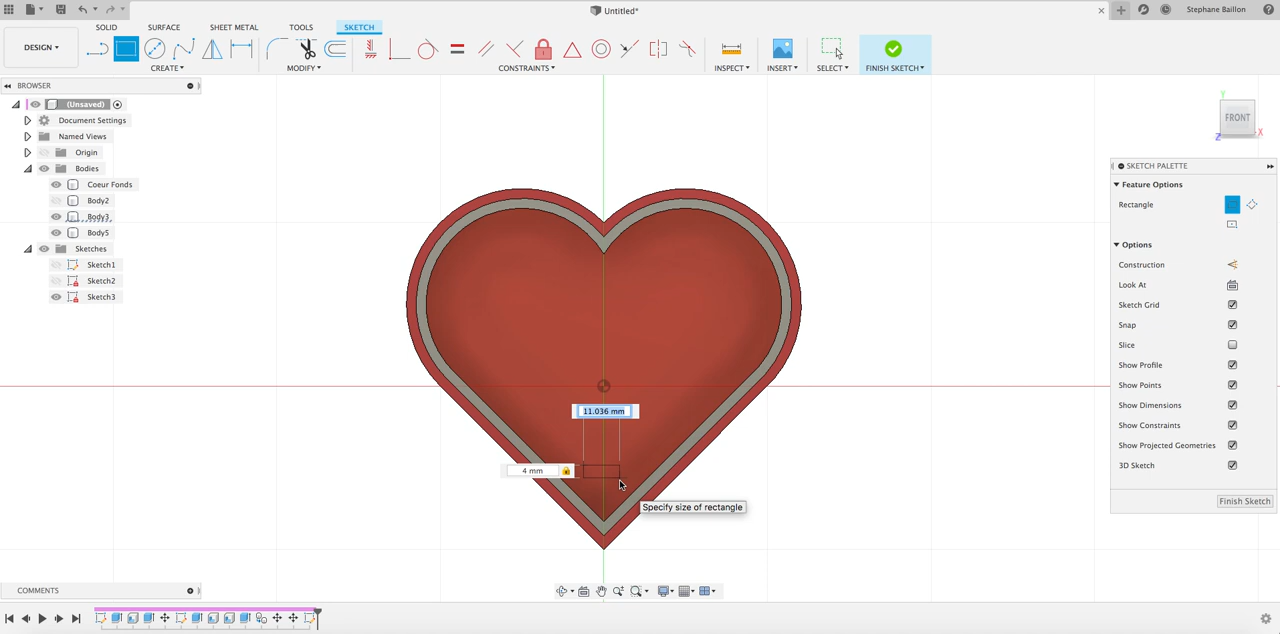 Untitled*
Stephane Baillon
DESIGN
SOLID SURFACE SHEET METAL TOOLS SKETCH
CREATE MODIFY CONSTRAINTS INSPECT INSERT SELECT FINISH SKETCH
BROWSER
(Unsaved)
Document Settings
Named Views
Origin
Bodies
Coeur Fonds
Body2
Body3
Body5
Sketches
Sketch1
Sketch2
Sketch3
Y
FRONT
X
Z
SKETCH PALETTE
Feature Options
Rectangle
Options
Construction
Look At
Sketch Grid
Snap
Slice
Show Profile
Show Points
Show Dimensions
Show Constraints
Show Projected Geometries
3D Sketch
Finish Sketch
11.036 mm
4 mm
Specify size of rectangle
COMMENTS